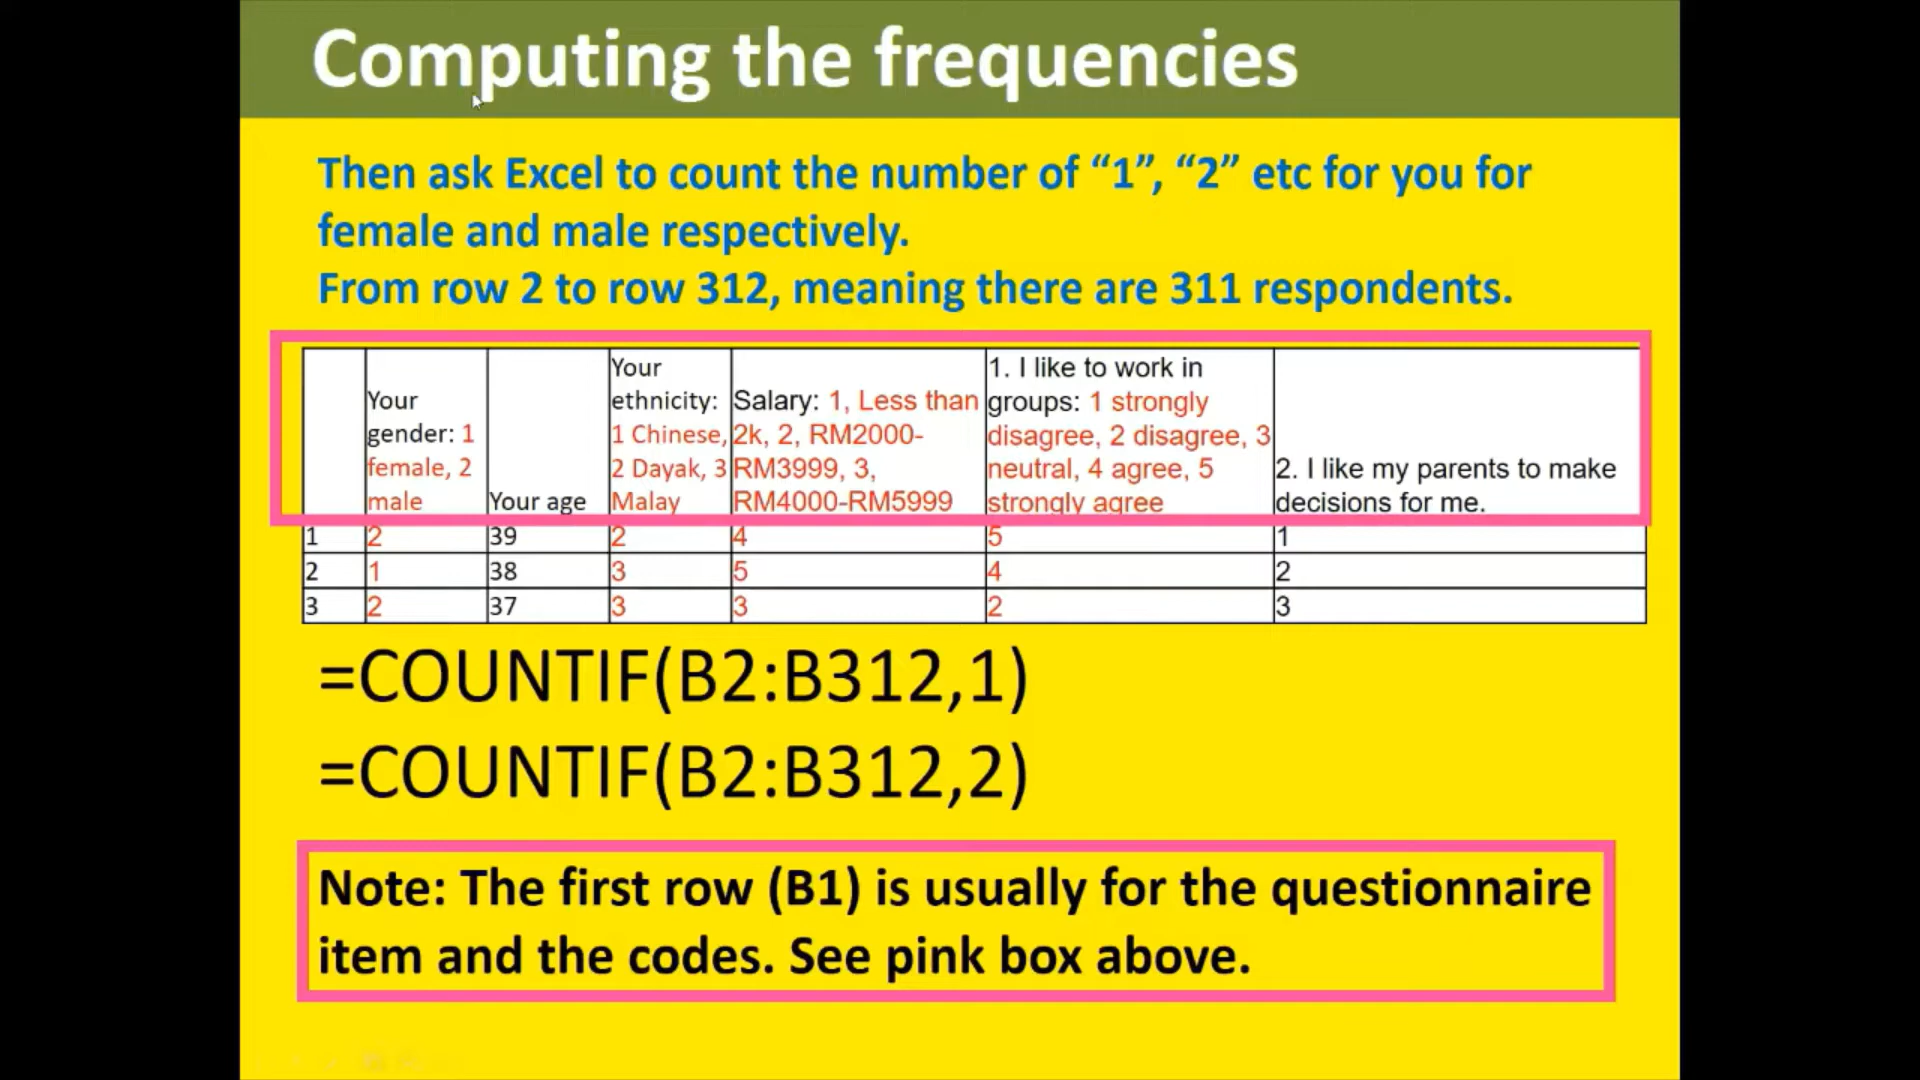 Computing the frequencies
Then ask Excel to count the number of “1”, “2” etc for you for
female and male respectively.
From row 2 to row 312, meaning there are 311 respondents.
Your
gender: 1
female, 2
male
Your age
Your
ethnicity:
1 Chinese,
2 Dayak, 3
Malay
Salary: 1, Less than
2k, 2, RM2000-
RM3999, 3,
RM4000-RM5999
1. I like to work in
groups: 1 strongly
disagree, 2 disagree, 3
neutral, 4 agree, 5
strongly agree
2. I like my parents to make
decisions for me.
1 2 39 2 4 5 1
2 1 38 3 5 4 2
3 2 37 3 3 2 3
=COUNTIF(B2:B312,1)
=COUNTIF(B2:B312,2)
Note: The first row (B1) is usually for the questionnaire
item and the codes. See pink box above.